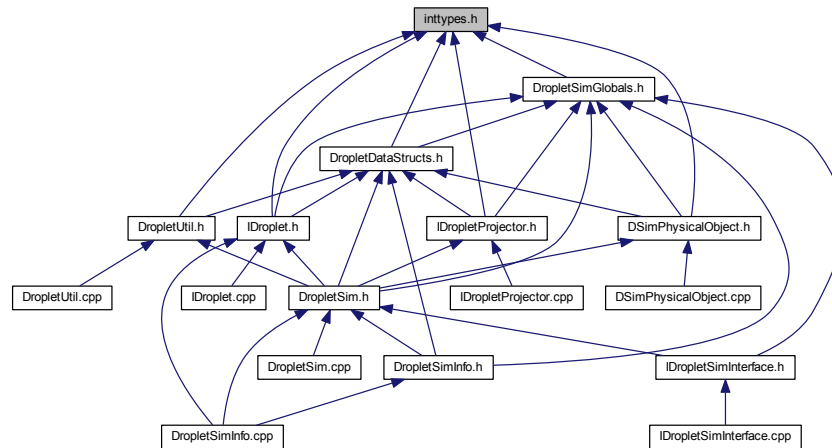 inttypes.h
DropletSimGlobals.h
DropletDataStructs.h
DropletUtil.h
IDroplet.h
IDropletProjector.h
DSimPhysicalObject.h
DropletUtil.cpp
IDroplet.cpp
DropletSim.h
IDropletProjector.cpp
DSimPhysicalObject.cpp
DropletSim.cpp
DropletSimInfo.h
IDropletSimInterface.h
DropletSimInfo.cpp
IDropletSimInterface.cpp